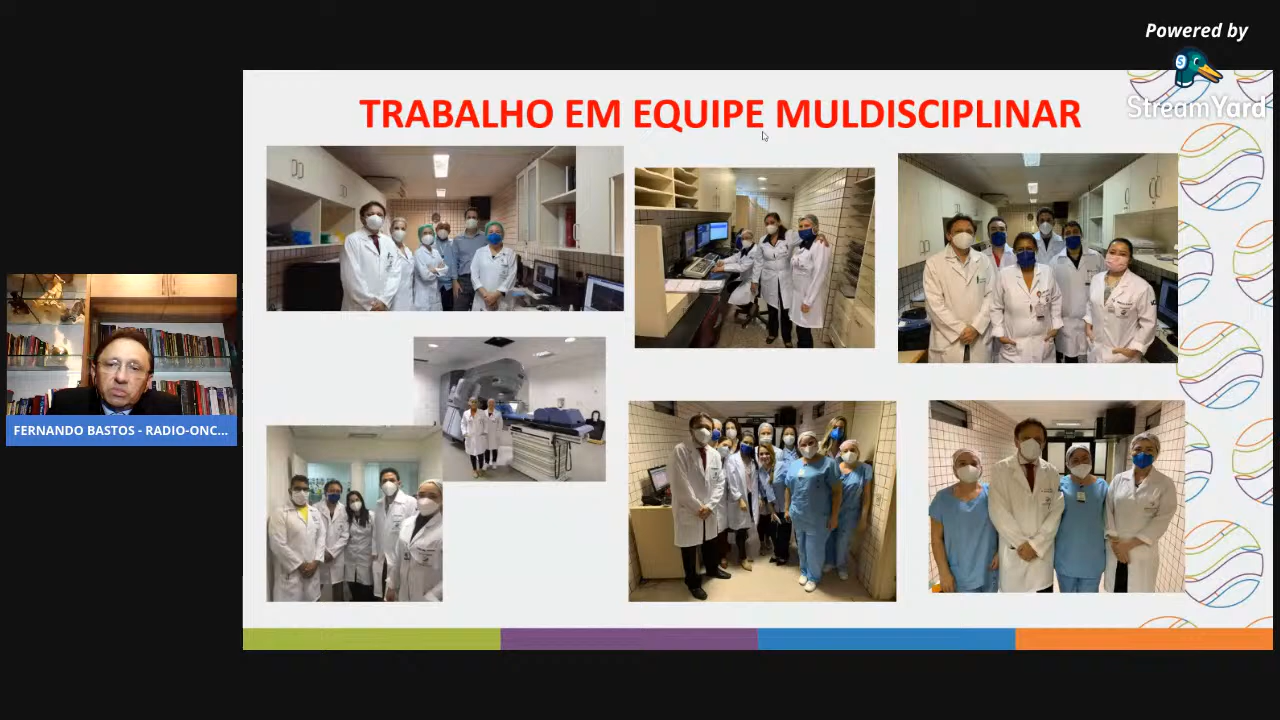 Powered by
StreamYard
TRABALHO EM EQUIPE MULDISCIPLINAR
FERNANDO BASTOS - RADIO-ONC...